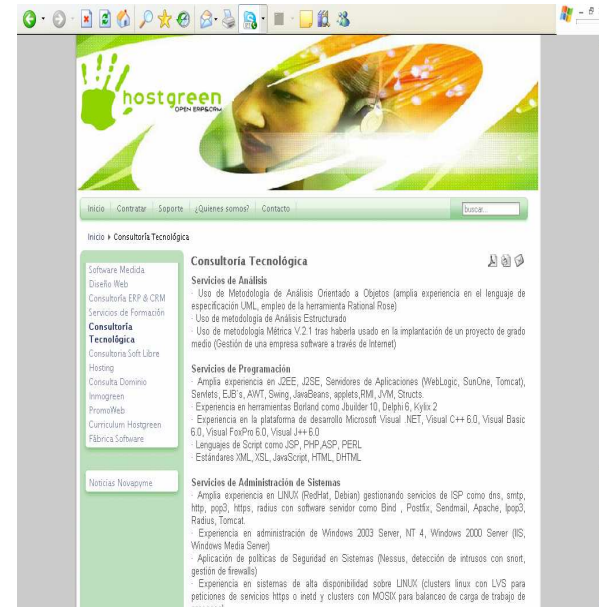 hostgreen
OPEN ERP&CRM
Inicio Contratar Soporte ¿Quienes somos? Contacto buscar...
Inicio Consultoría Tecnológica
Software Medida
Diseño Web
Consultoría ERP & CRM
Servicios de Formación
Consultoría
Tecnológica
Consultoria Soft Libre
Hosting
Consulta Dominio
Inmogreen
PromoWeb
Curriculum Hostgreen
Fábrica Software
Noticias Novapyme
Consultoría Tecnológica
Servicios de Análisis
· Uso de Metodología de Análisis Orientado a Objetos (amplia experiencia en el lenguaje de
especificación UML, empleo de la herramienta Rational Rose)
· Uso de metodología de Análisis Estructurado
· Uso de metodología Métrica V.2.1 tras haberla usado en la implantación de un proyecto de grado
medio (Gestión de una empresa software a través de Internet)
Servicios de Programación
· Amplia experiencia en J2EE, J2SE, Servidores de Aplicaciones (WebLogic, SunOne, Tomcat),
Servlets, EJB's, AWT, Swing, JavaBeans, applets,RMI, JVM, Structs.
· Experiencia en herramientas Borland como Jbuilder 10, Delphi 6, Kylix 2
· Experiencia en la plataforma de desarrollo Microsoft Visual .NET, Visual C++ 6.0, Visual Basic
6.0, Visual FoxPro 6.0, Visual J++ 6.0
· Lenguajes de Script como JSP, PHP,ASP, PERL
· Estándares XML, XSL, JavaScript, HTML, DHTML
Servicios de Administración de Sistemas
· Amplia experiencia en LINUX (RedHat, Debian) gestionando servicios de ISP como dns, smtp,
http, pop3, https, radius con software servidor como Bind , Postfix, Sendmail, Apache, Ipop3,
Radius, Tomcat.
· Experiencia en administración de Windows 2003 Server, NT 4, Windows 2000 Server (IIS,
Windows Media Server)
· Aplicación de políticas de Seguridad en Sistemas (Nessus, detección de intrusos con snort,
gestión de firewalls)
· Experiencia en sistemas de alta disponibilidad sobre LINUX (clusters linux con LVS para
peticiones de servicios https o inetd y clusters con MOSIX para balanceo de carga de trabajo de